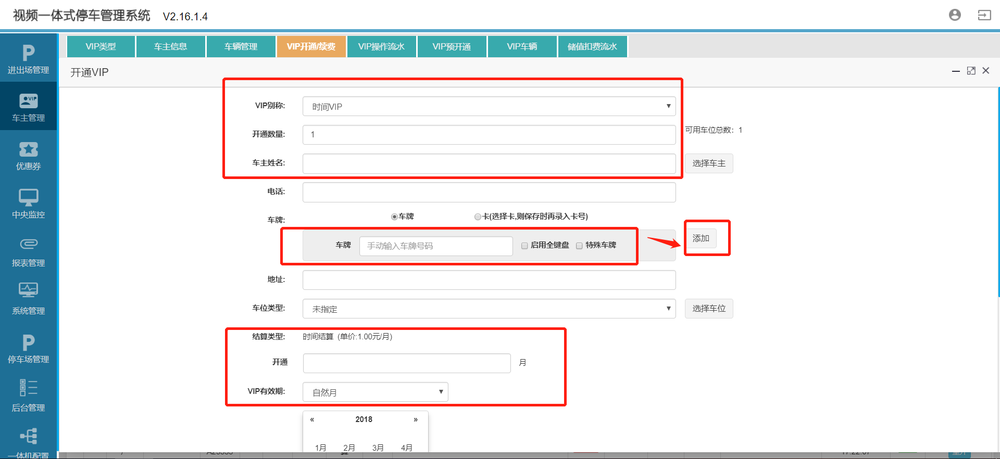 视频一体式停车管理系统 V2.16.1.4
VIP类型 车主信息 车辆管理 VIP开通/续费 VIP操作流水 VIP预开通 VIP车辆 储值扣费流水
进出场管理
车主管理
优惠券
中央监控
报表管理
系统管理
停车场管理
后台管理
一体机配置
开通VIP
VIP别称: 时间VIP
开通数量: 1 可用车位总数: 1
车主姓名: 选择车主
电话:
车牌: 车牌 卡(选择卡,则保存时再录入卡号)
车牌 手动输入车牌号码 启用全键盘 特殊车牌 添加
地址:
车位类型: 未指定 选择车位
结算类型: 时间结算 (单价:1.00元/月)
开通 月
VIP有效期: 自然月
« 2018 »
1月 2月 3月 4月